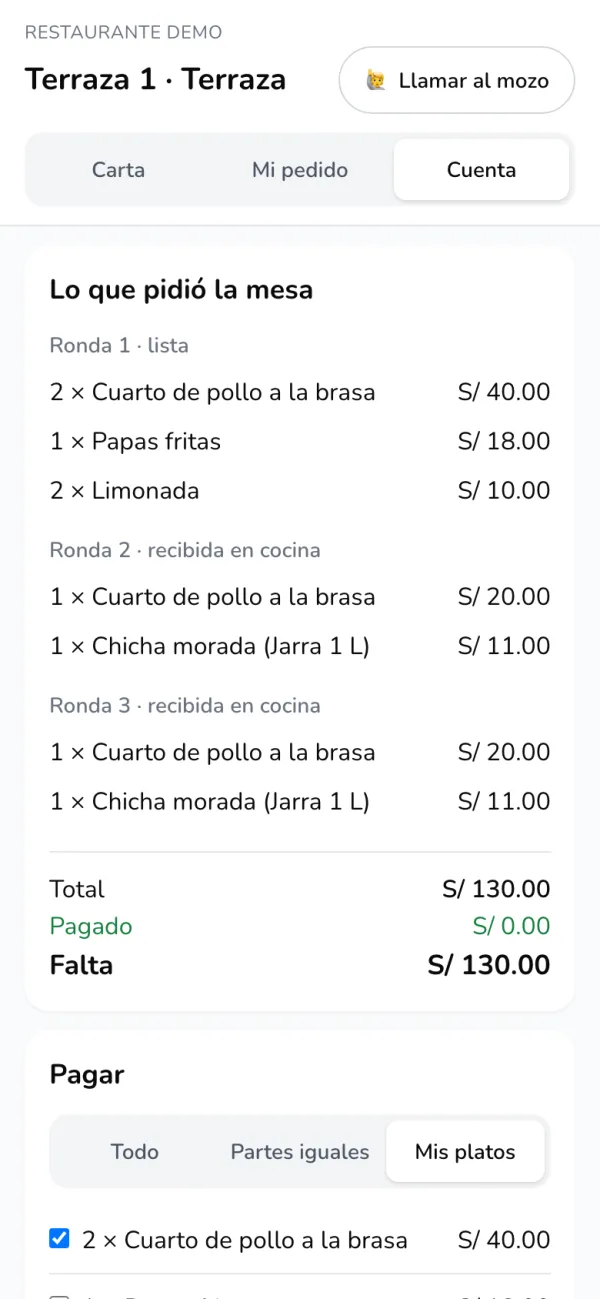 RESTAURANTE DEMO
Terraza 1 · Terraza
Llamar al mozo
Carta Mi pedido Cuenta
Lo que pidió la mesa
Ronda 1 · lista
2 × Cuarto de pollo a la brasa S/ 40.00
1 × Papas fritas S/ 18.00
2 × Limonada S/ 10.00
Ronda 2 · recibida en cocina
1 × Cuarto de pollo a la brasa S/ 20.00
1 × Chicha morada (Jarra 1 L) S/ 11.00
Ronda 3 · recibida en cocina
1 × Cuarto de pollo a la brasa S/ 20.00
1 × Chicha morada (Jarra 1 L) S/ 11.00
Total S/ 130.00
Pagado S/ 0.00
Falta S/ 130.00
Pagar
Todo Partes iguales Mis platos
2 × Cuarto de pollo a la brasa S/ 40.00